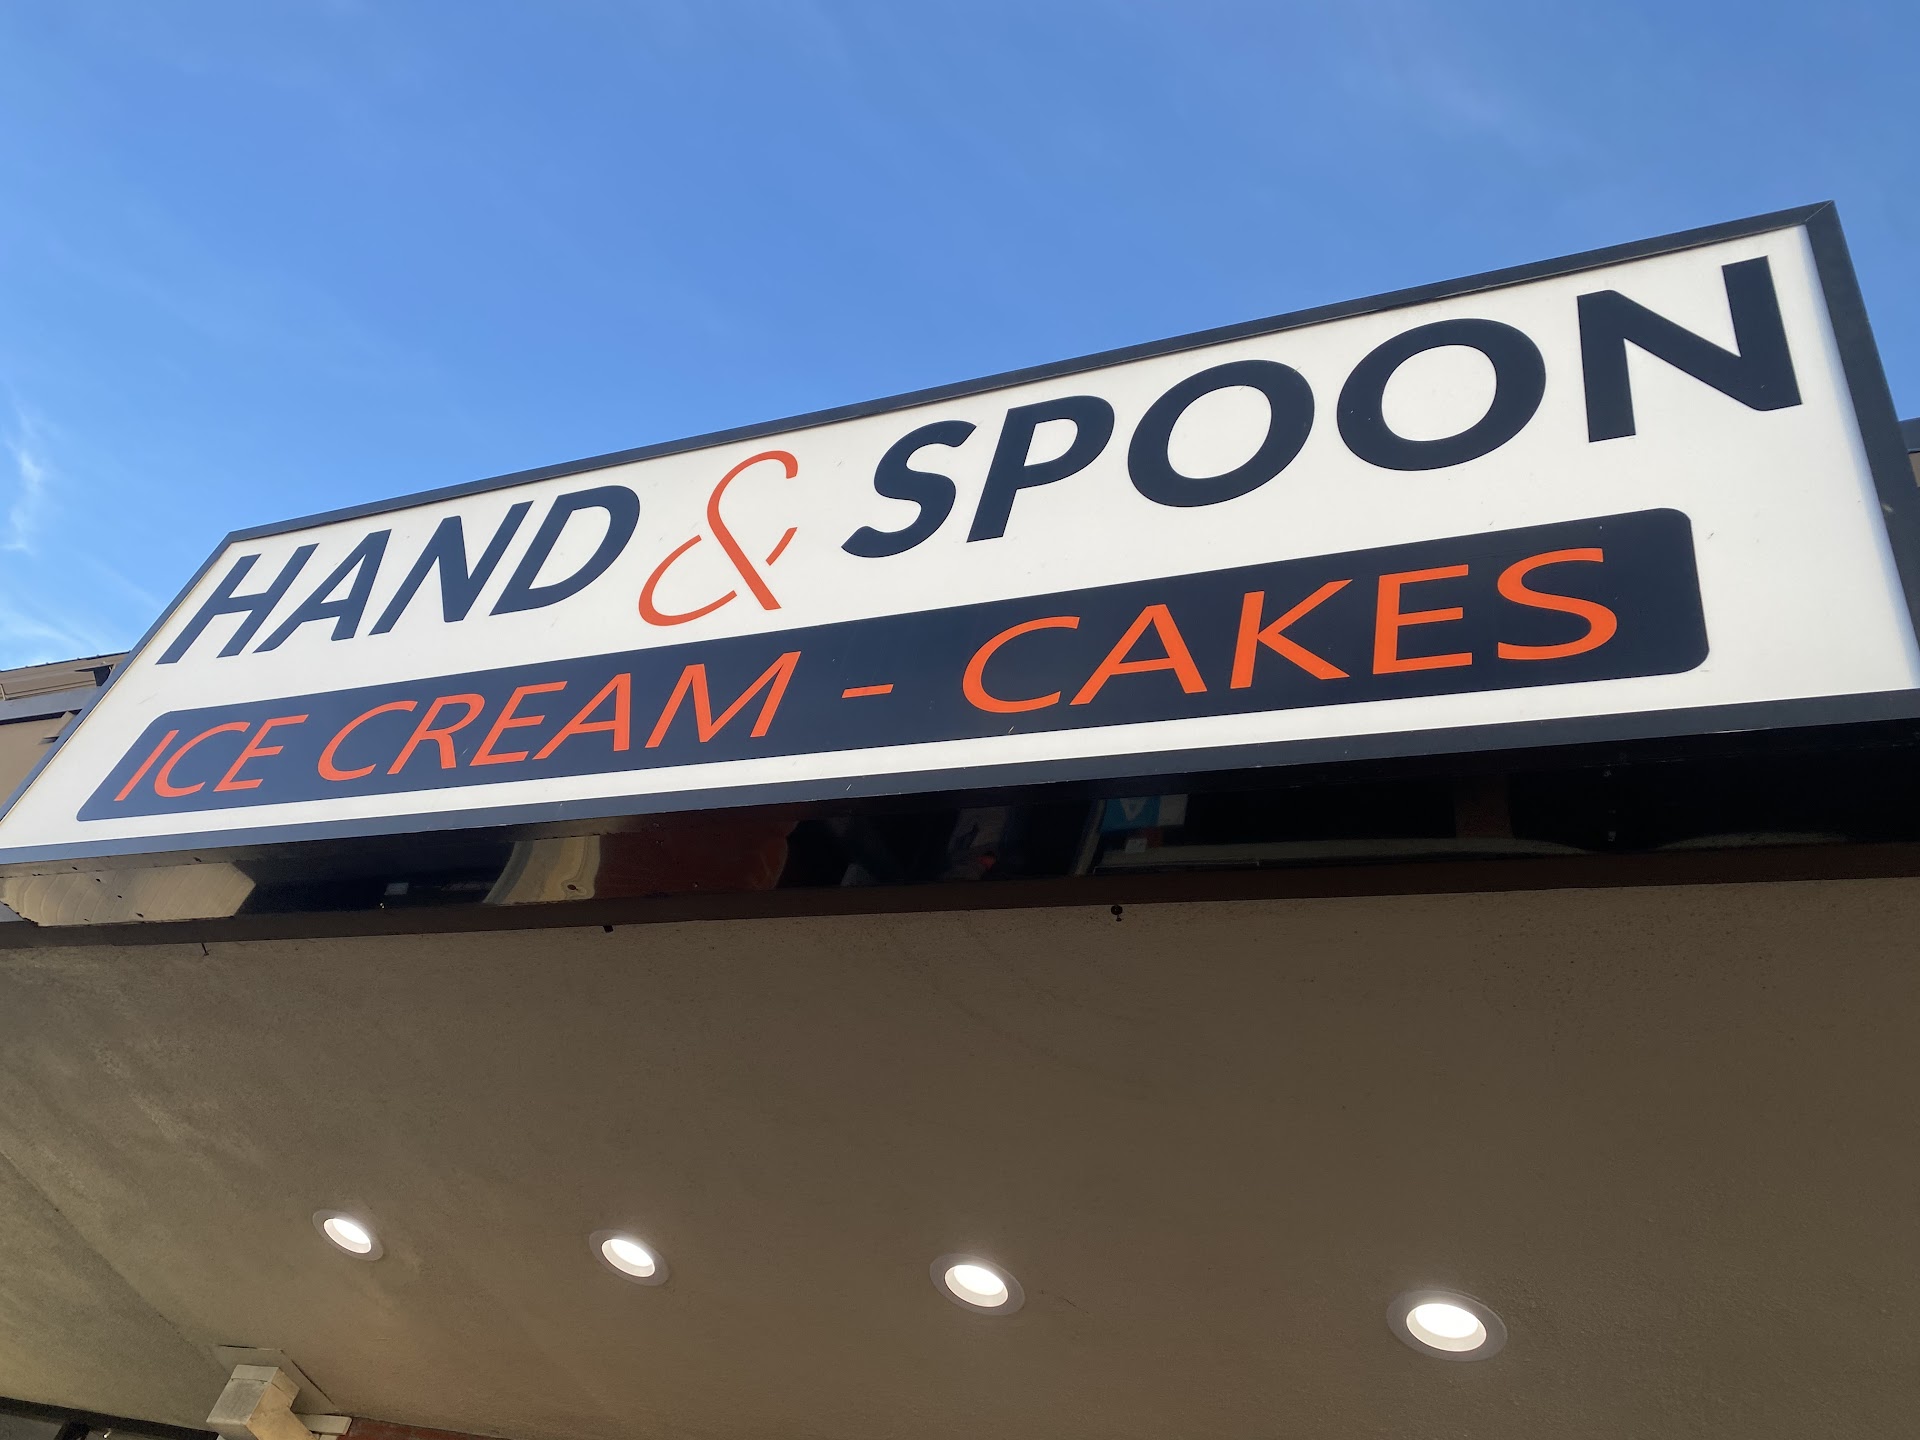 HAND & SPOON
ICE CREAM - CAKES